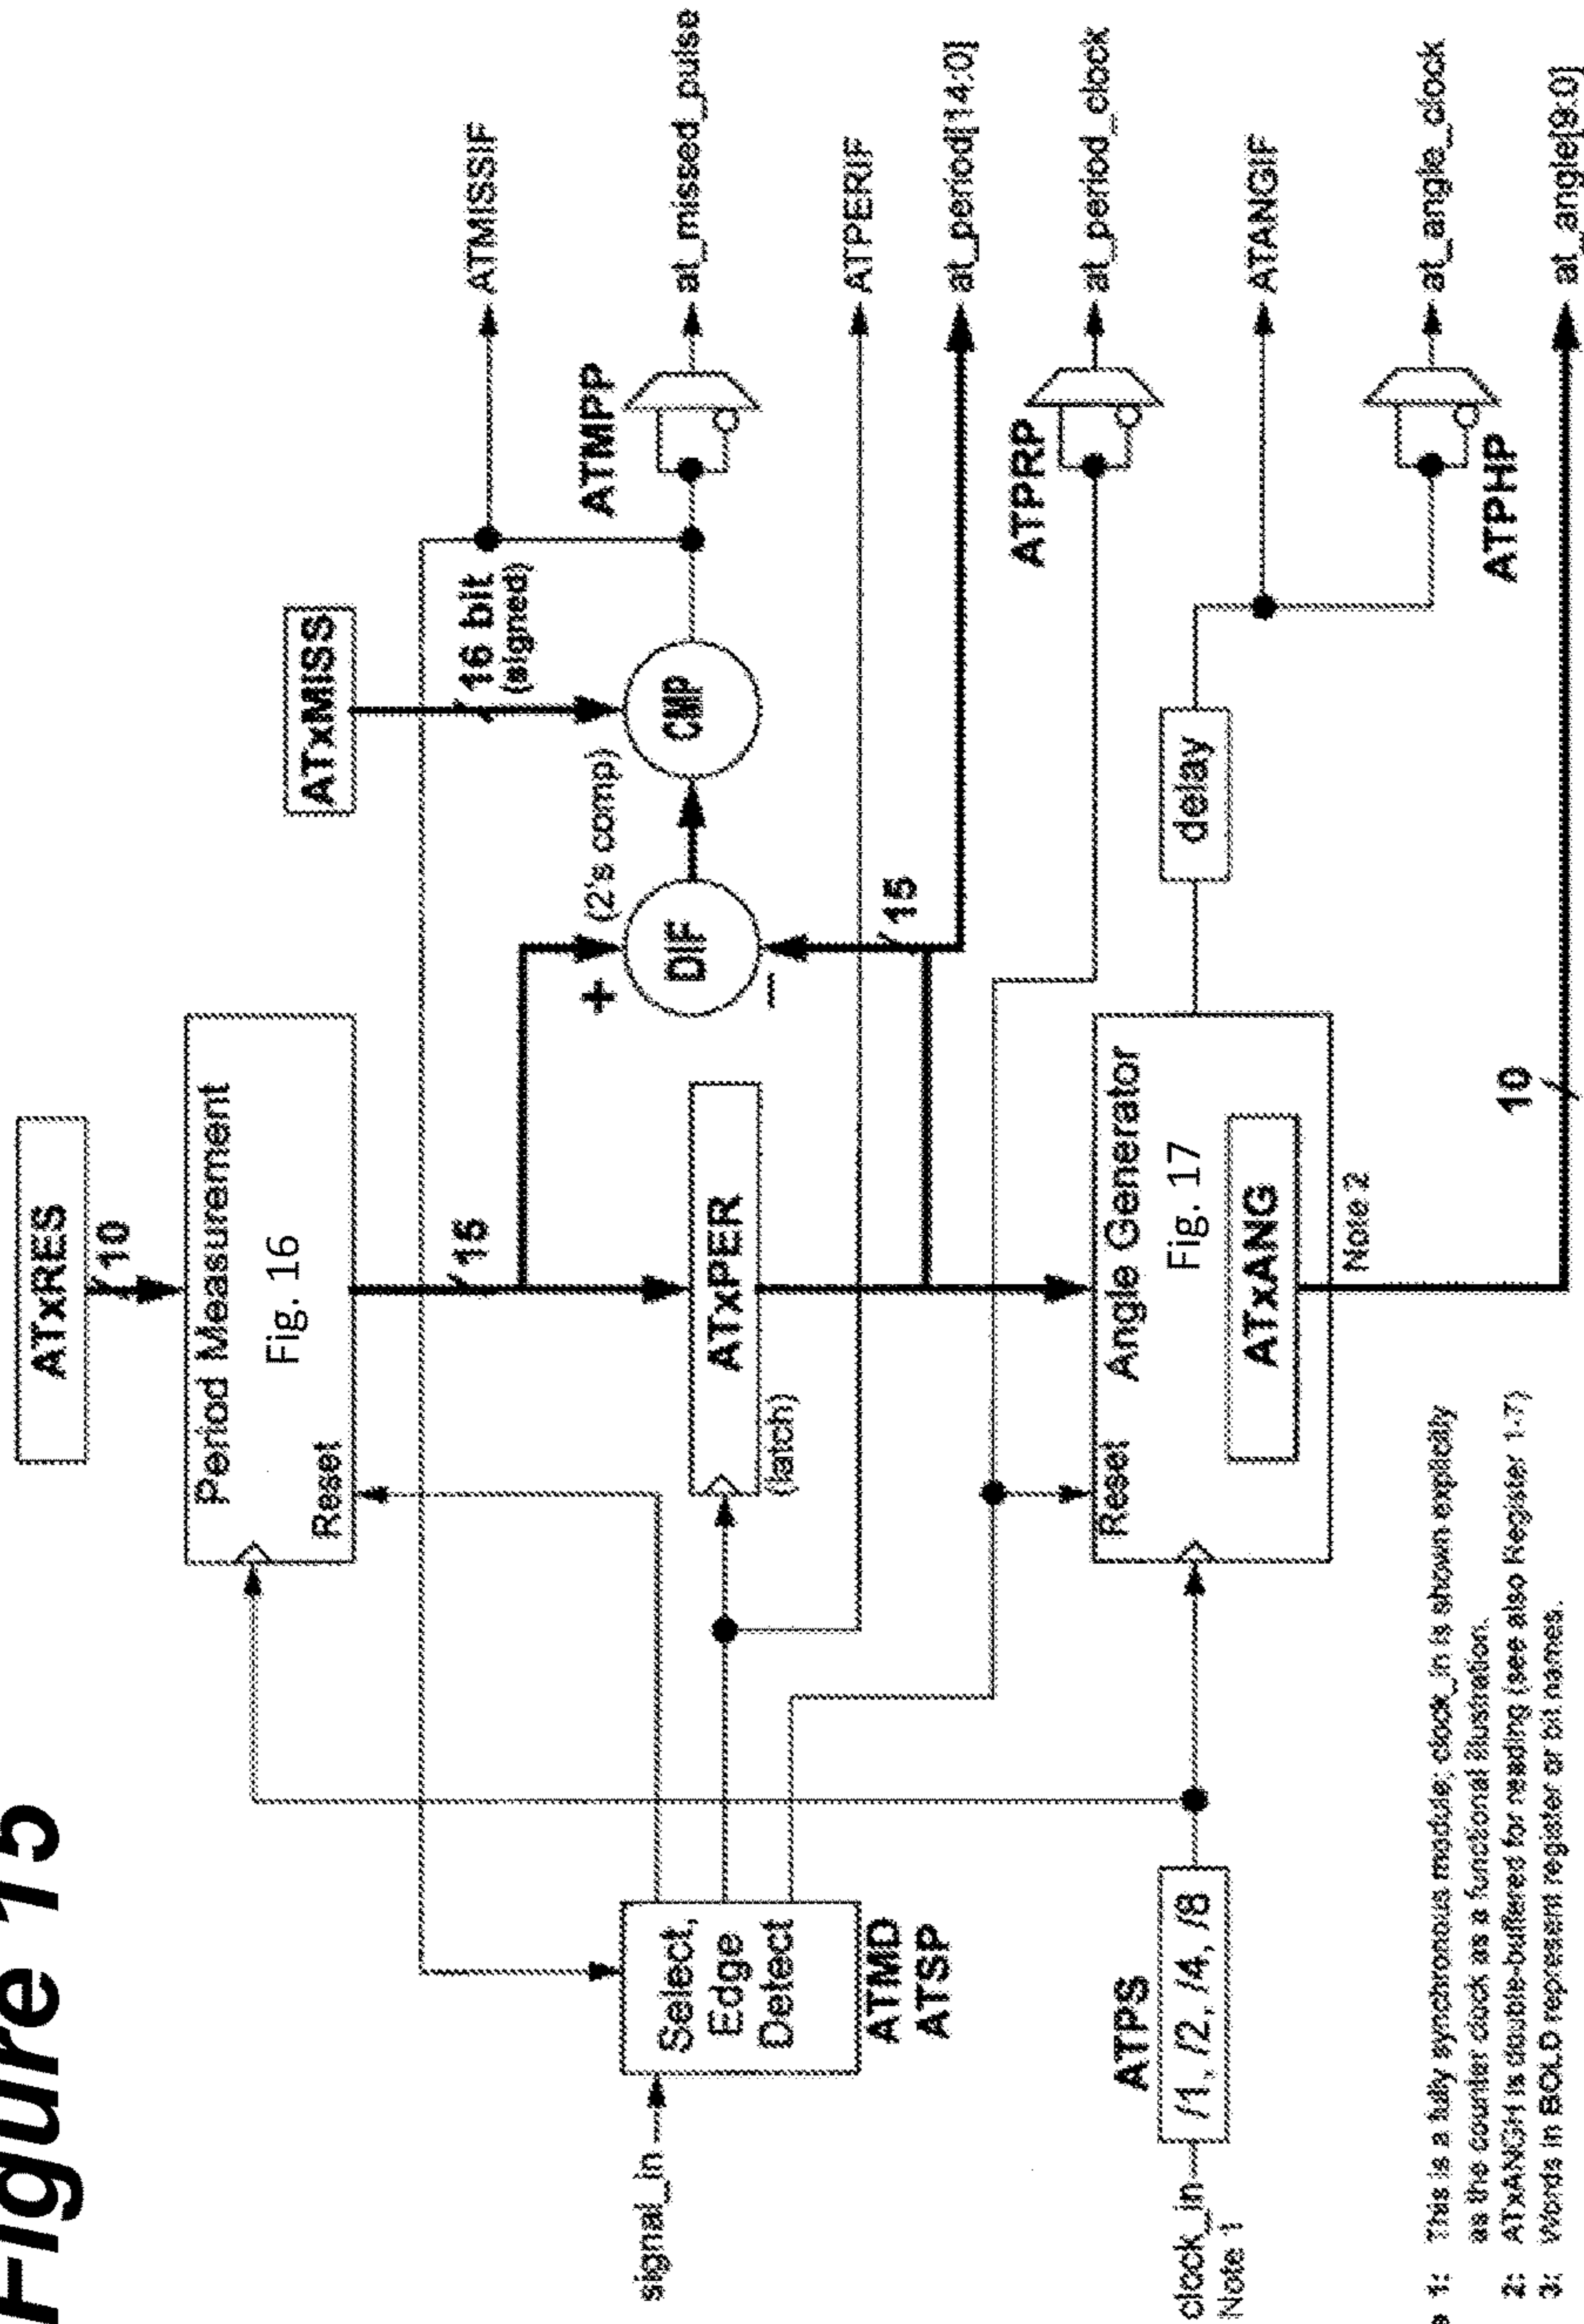 Figure 15
ATxRES
10
Period Measurement
Fig. 16
Reset
15
ATxMISS
16 bit
(signed)
ATMISSIF
ATMPP
at_missed_pulse
CMP
(2's comp)
DIF
+
–
ATxPER
(latch)
15
ATPERIF
at_period[14:0]
ATPRP
at_period_clock
signal_in
Select,
Edge
Detect
ATMD
ATSP
Reset
Angle Generator
Fig. 17
ATxANG
Note 2
delay
ATANGIF
ATPHP
at_angle_clock
10
at_angle[9:0]
ATPS
/1, /2, /4, /8
clock_in
Note 1
1: This is a fully synchronous module; clock_in is shown explicitly
as the counter clock as a functional illustration.
2: ATxANGH is double-buffered for reading (see also Register 1-7)
3: Words in BOLD represent register or bit names.